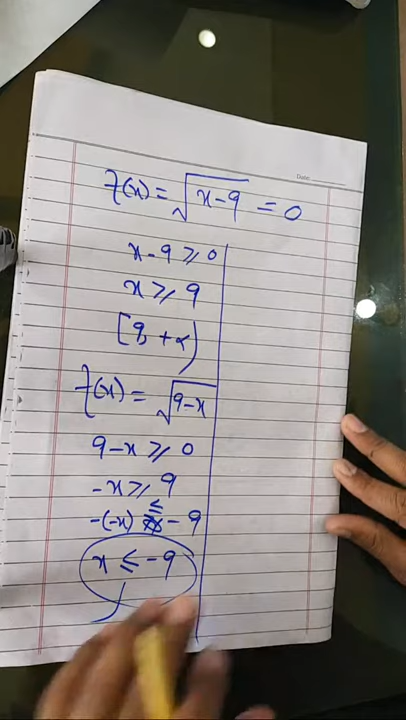 Date:
f(x) = √(x-9) = 0
x-9 ≥ 0
x ≥ 9
[9, +∝)
f(x) = √(9-x)
9-x ≥ 0
-x ≥ 9
-(-x) ≤ -9
x ≤ -9